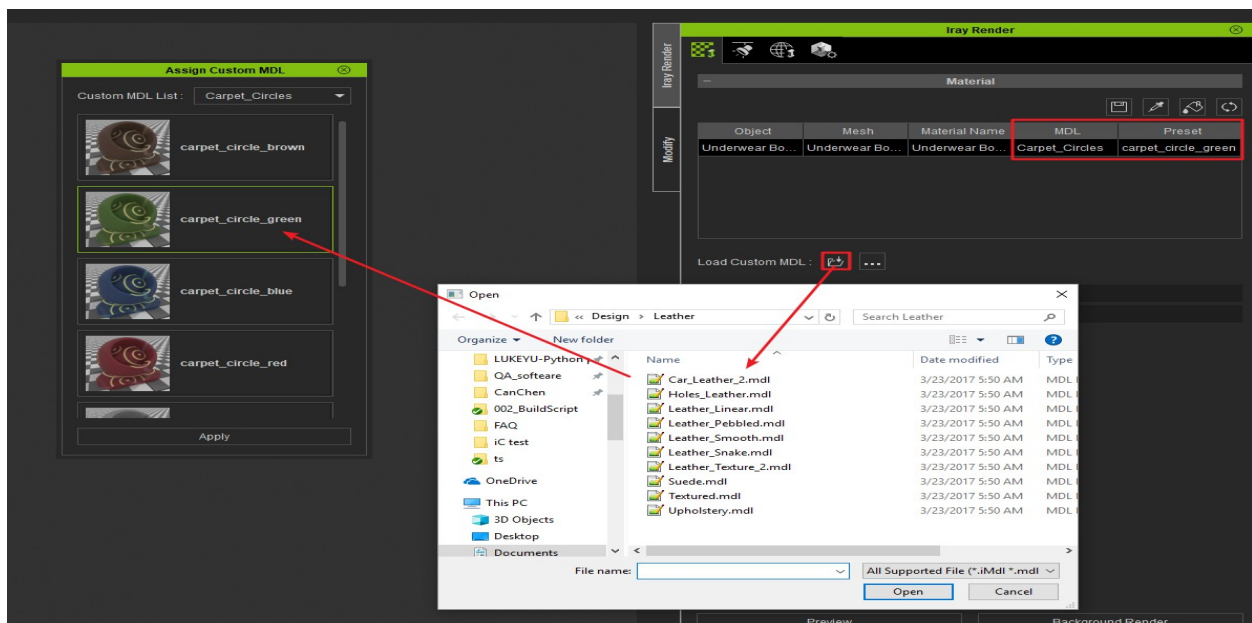 Assign Custom MDL
Custom MDL List : Carpet_Circles
carpet_circle_brown
carpet_circle_green
carpet_circle_blue
carpet_circle_red
Apply
Iray Render
Iray Render
Modify
Material
Object Mesh Material Name MDL Preset
Underwear Bo... Underwear Bo... Underwear Bo... Carpet_Circles carpet_circle_green
Load Custom MDL : ...
Open
« Design > Leather
Search Leather
Organize New folder
LUKEYU-Python
QA_softeare
CanChen
002_BuildScript
FAQ
iC test
ts
OneDrive
This PC
3D Objects
Desktop
Documents
Name Date modified Type
Car_Leather_2.mdl 3/23/2017 5:50 AM MDL
Holes_Leather.mdl 3/23/2017 5:50 AM MDL
Leather_Linear.mdl 3/23/2017 5:50 AM MDL
Leather_Pebbled.mdl 3/23/2017 5:50 AM MDL
Leather_Smooth.mdl 3/23/2017 5:50 AM MDL
Leather_Snake.mdl 3/23/2017 5:50 AM MDL
Leather_Texture_2.mdl 3/23/2017 5:50 AM MDL
Suede.mdl 3/23/2017 5:50 AM MDL
Textured.mdl 3/23/2017 5:50 AM MDL
Upholstery.mdl 3/23/2017 5:50 AM MDL
File name: All Supported File (*.iMdl *.mdl
Open Cancel
Preview Background Render